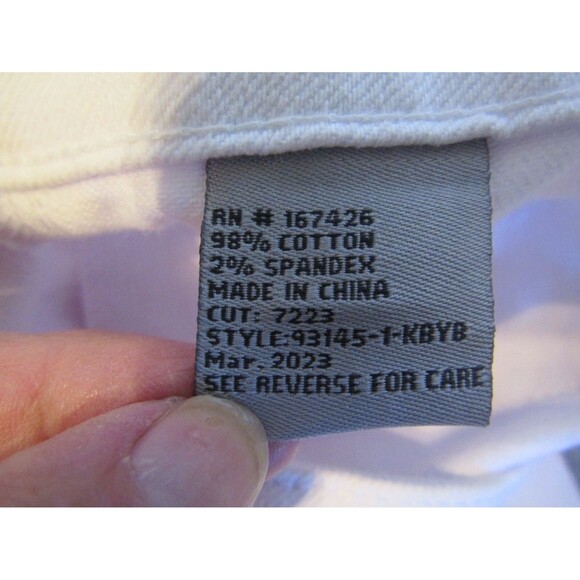 RN # 167426
98% COTTON
2% SPANDEX
MADE IN CHINA
CUT: 7223
STYLE:93145-1-KBYB
Mar. 2023
SEE REVERSE FOR CARE